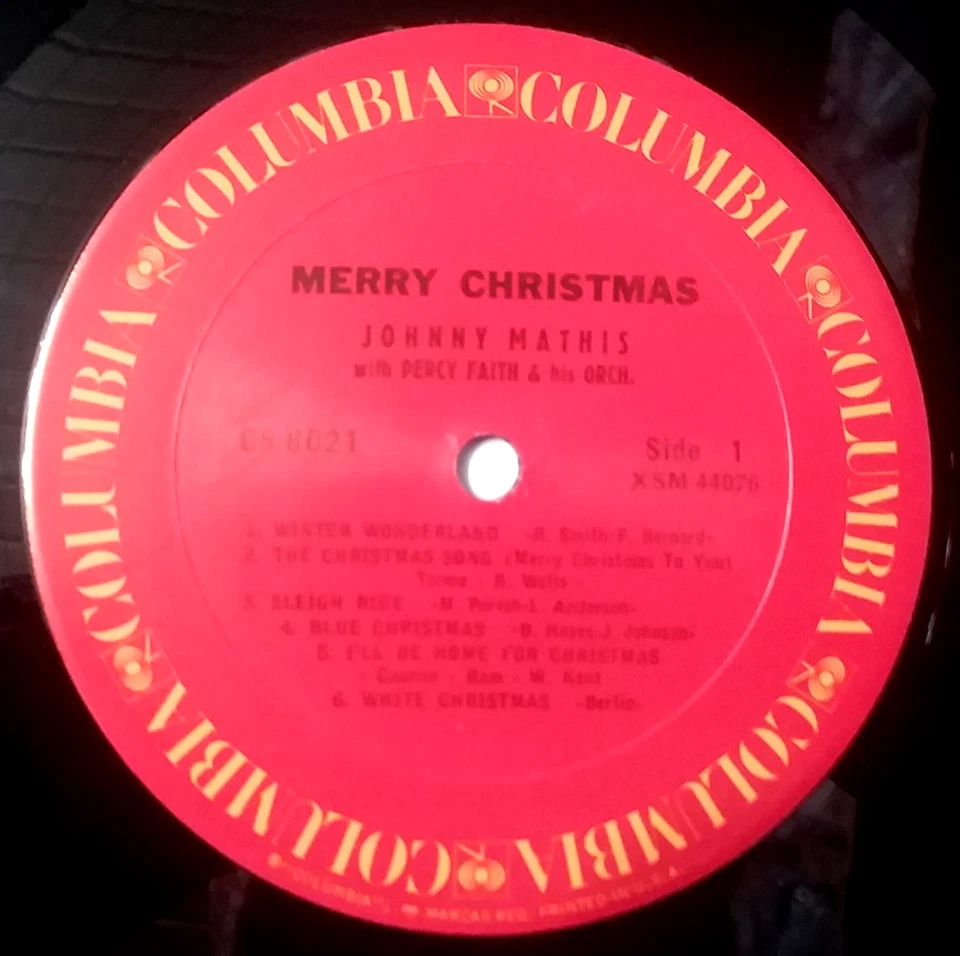 COLUMBIA COLUMBIA COLUMBIA COLUMBIA COLUMBIA COLUMBIA
MERRY CHRISTMAS
JOHNNY MATHIS
with PERCY FAITH & his ORCH.
CS 8021
Side 1
XSM 44076
1. WINTER WONDERLAND -R. Smith-F. Bernard-
2. THE CHRISTMAS SONG (Merry Christmas To You)
Torme - R. Wells -
3. SLEIGH RIDE -M. Parish-L. Anderson-
4. BLUE CHRISTMAS -B. Hayes-J. Johnson-
5. I'LL BE HOME FOR CHRISTMAS
- Gannon - Ram - W. Kent -
6. WHITE CHRISTMAS -Berlin-
"COLUMBIA", MARCAS REG. PRINTED IN U.S.A.